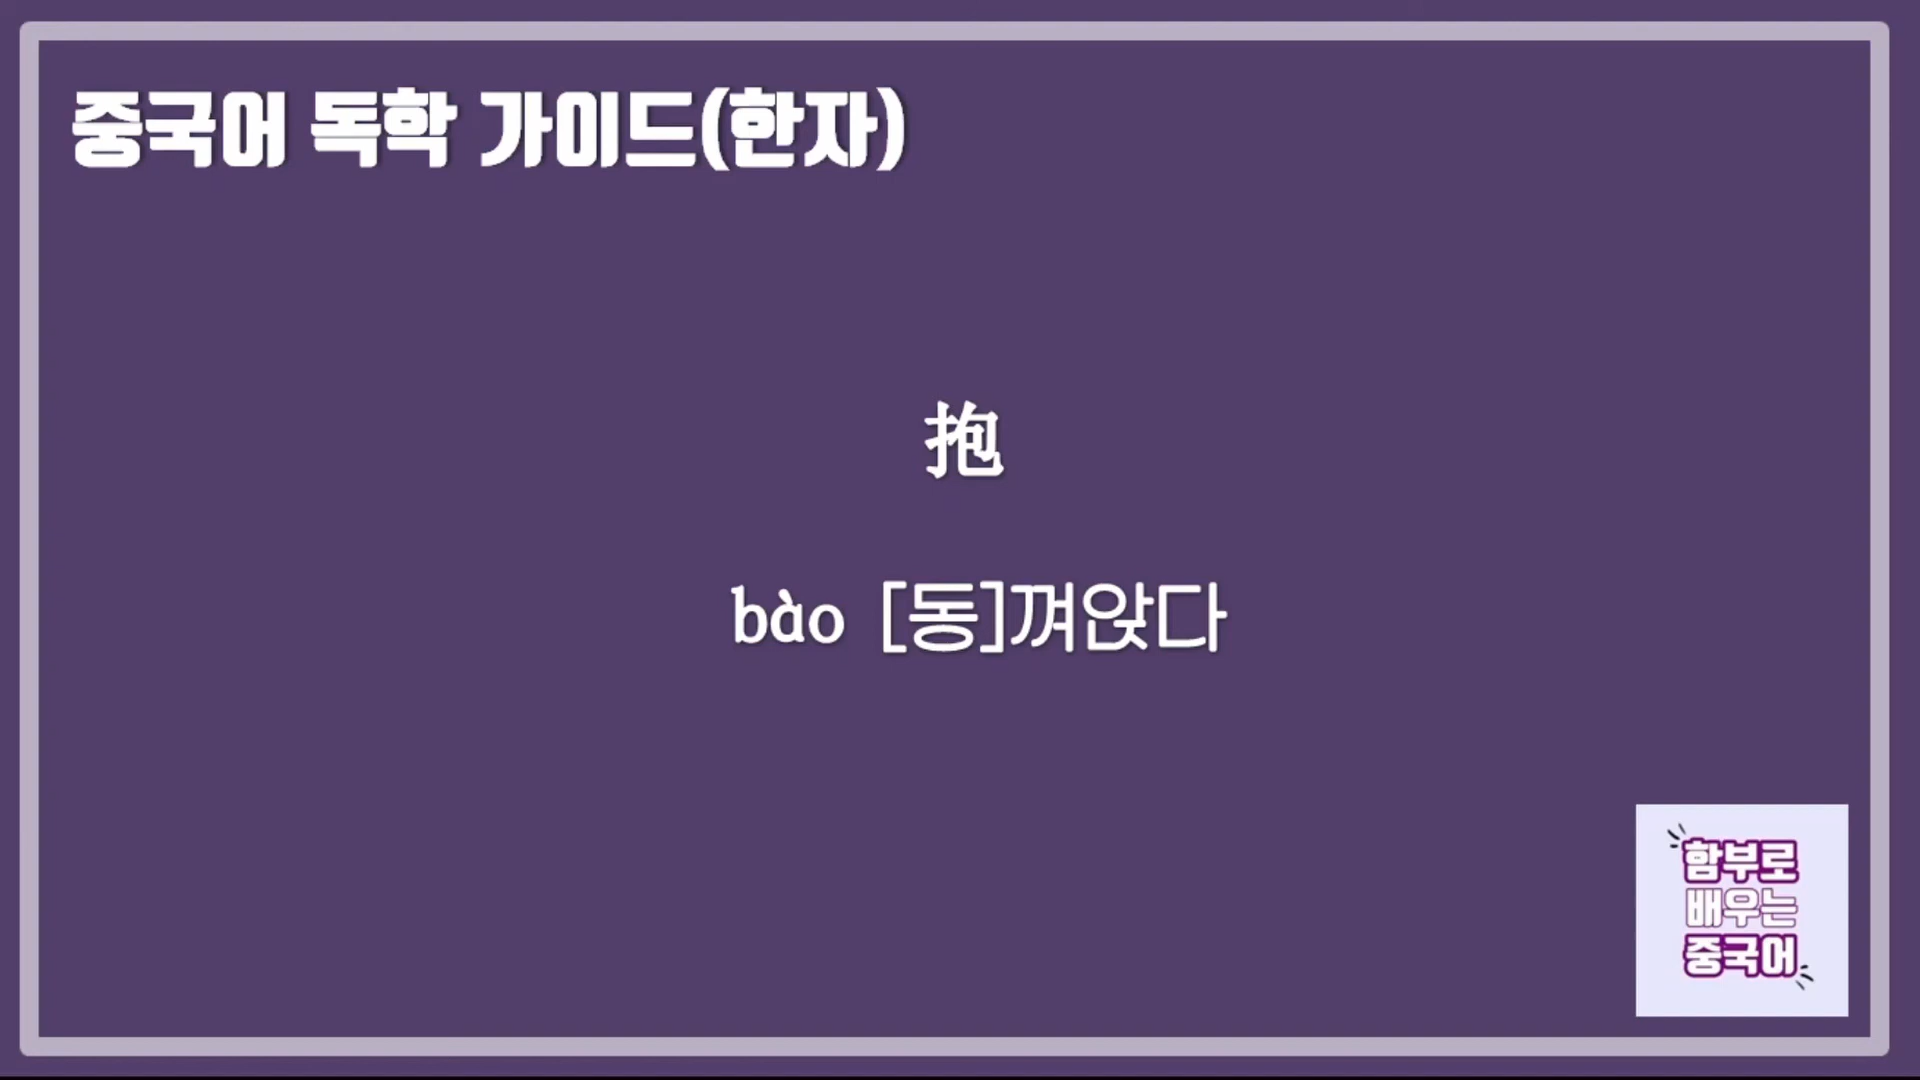 중국어 독학 가이드(한자)
抱
bào [동]껴앉다
함부로
배우는
중국어